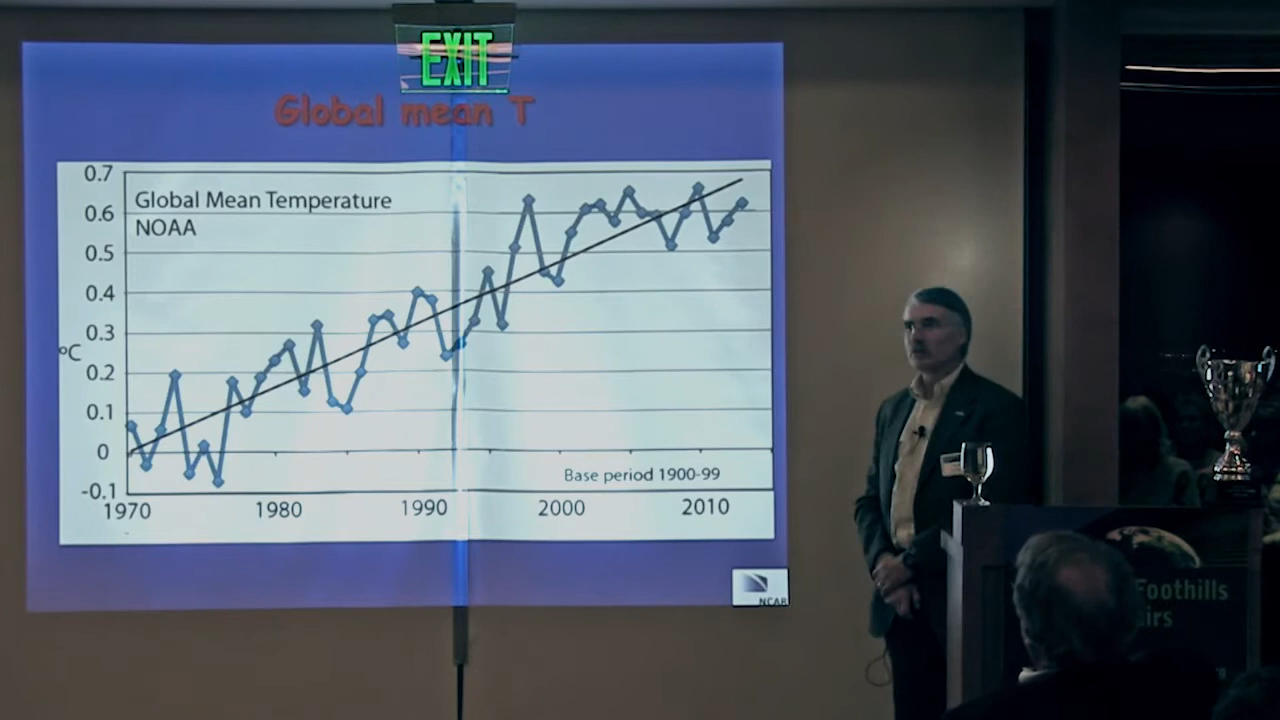 EXIT
Global mean T
0.7
Global Mean Temperature
NOAA
0.6
0.5
0.4
0.3
ºC
0.2
0.1
0
Base period 1900-99
-0.1
1970 1980 1990 2000 2010
NCAR
Foothills
irs